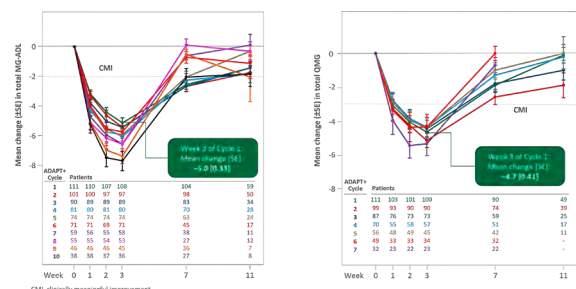 Mean change (±SE) in total MG-ADL
0
-2
-4
-6
-8
CMI
Week 3 of Cycle 1:
Mean change [SE]
−5.0 [0.33]
ADAPT+
Cycle Patients
1 111 110 107 108 104 59
2 101 100 97 97 98 50
3 90 89 89 89 83 34
4 81 80 80 80 70 28
5 74 74 74 74 63 24
6 71 71 69 71 45 17
7 59 56 55 58 38 11
8 55 55 54 53 27 12
9 46 46 45 45 36 7
10 38 38 37 36 27 8
Week 0 1 2 3 7 11
CMI, clinically meaningful improvement
Mean change (±SE) in total QMG
0
-2
-4
-6
-8
CMI
Week 3 of Cycle 1:
Mean change [SE]
−4.7 [0.41]
ADAPT+
Cycle Patients
1 111 103 101 100 90 49
2 99 93 90 90 74 39
3 87 76 73 73 59 25
4 70 55 58 57 51 17
5 56 48 49 45 42 11
6 49 33 33 34 32 -
7 32 23 22 23 22 -
Week 0 1 2 3 7 11